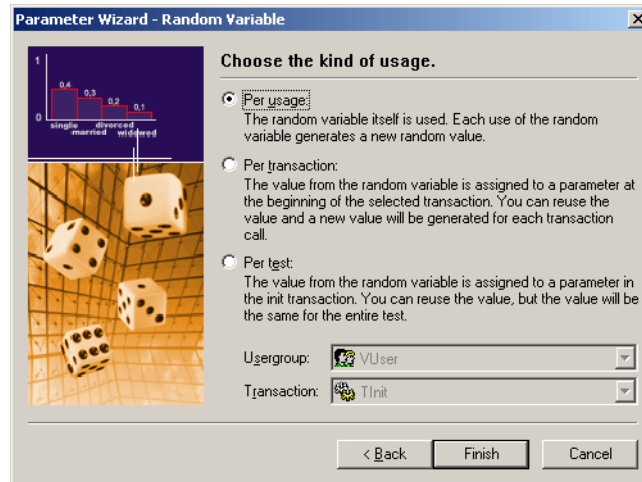 Parameter Wizard - Random Variable
1
0,4
0,3
0,2
0,1
0
single
divorced
married
widowed
Choose the kind of usage.
Per usage:
The random variable itself is used. Each use of the random
variable generates a new random value.
Per transaction:
The value from the random variable is assigned to a parameter at
the beginning of the selected transaction. You can reuse the
value and a new value will be generated for each transaction
call.
Per test:
The value from the random variable is assigned to a parameter in
the init transaction. You can reuse the value, but the value will be
the same for the entire test.
Usergroup: VUser
Transaction: TInit
< Back Finish Cancel